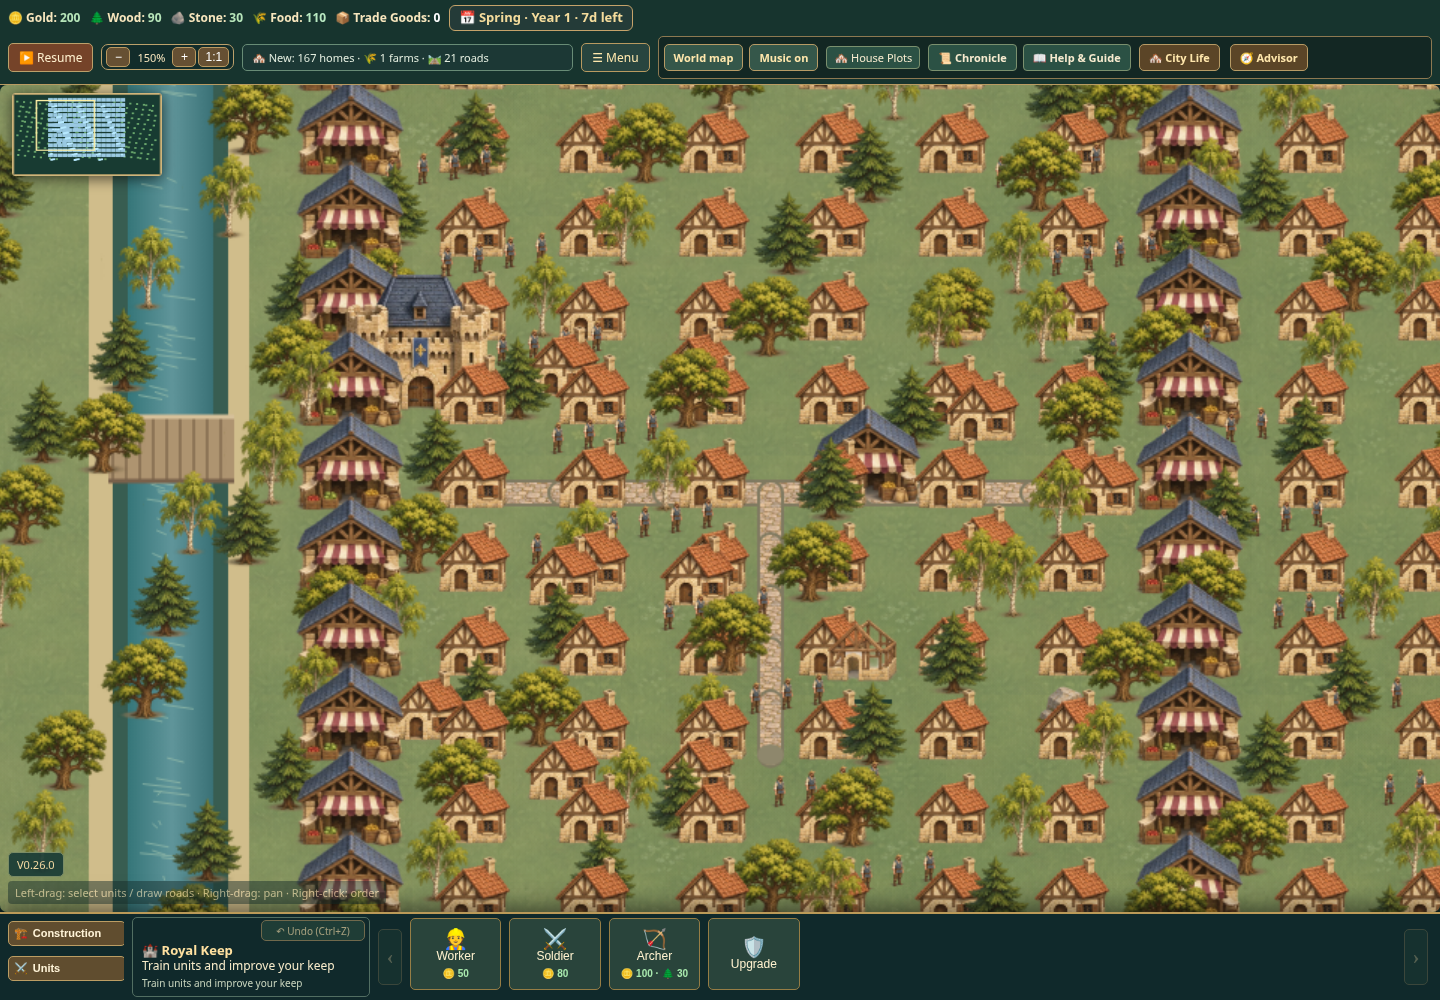 Gold: 200 Wood: 90 Stone: 30 Food: 110 Trade Goods: 0 Spring · Year 1 · 7d left
Resume − 150% + 1:1 New: 167 homes · 1 farms · 21 roads ☰ Menu World map Music on House Plots Chronicle Help & Guide City Life Advisor
V0.26.0
Left-drag: select units / draw roads · Right-drag: pan · Right-click: order
Construction
Units
↶ Undo (Ctrl+Z)
Royal Keep
Train units and improve your keep
Train units and improve your keep
‹
Worker
50
Soldier
80
Archer
100 · 30
Upgrade
›